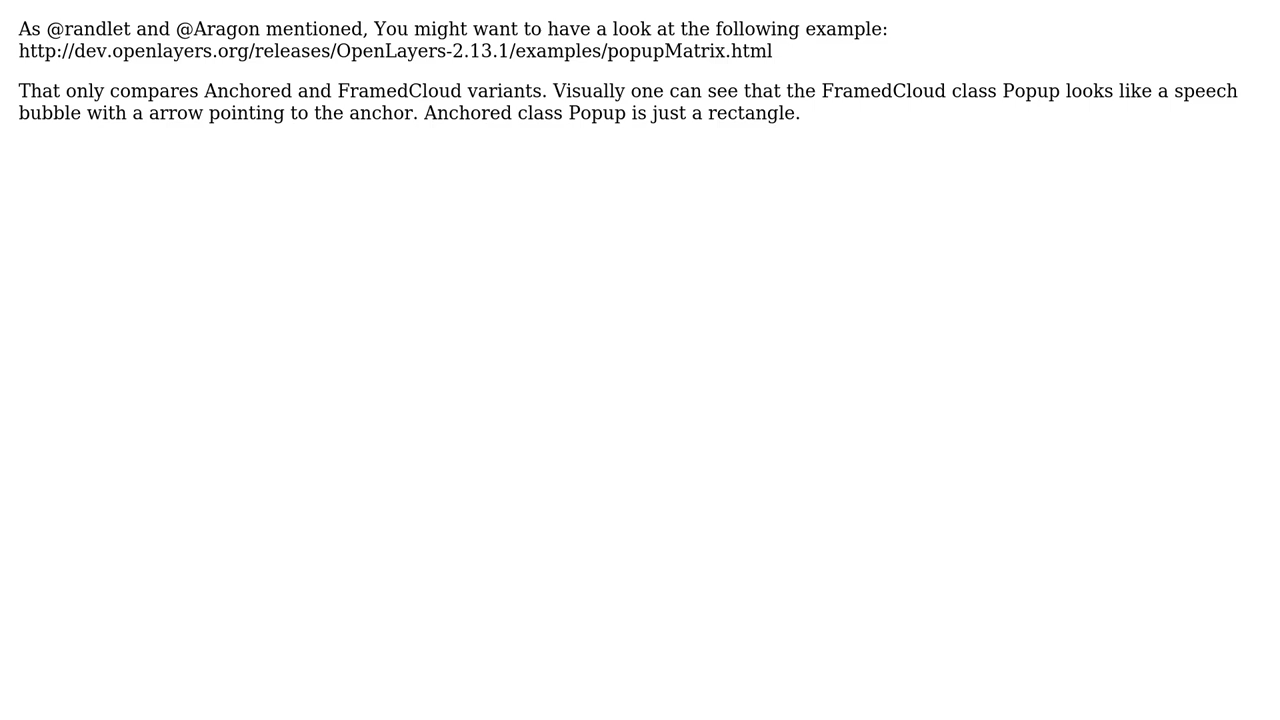 As @randlet and @Aragon mentioned, You might want to have a look at the following example:
http://dev.openlayers.org/releases/OpenLayers-2.13.1/examples/popupMatrix.html
That only compares Anchored and FramedCloud variants. Visually one can see that the FramedCloud class Popup looks like a speech
bubble with a arrow pointing to the anchor. Anchored class Popup is just a rectangle.